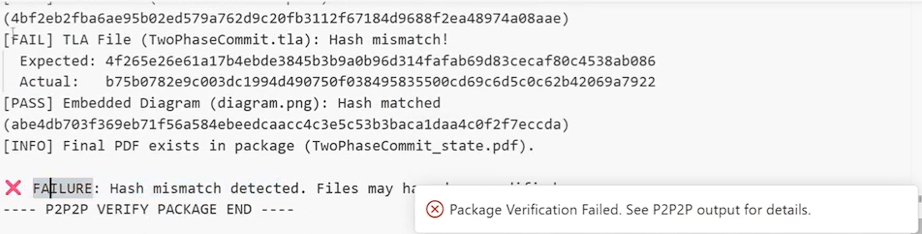 (4bf2eb2fba6ae95b02ed579a762d9c20fb3112f67184d9688f2ea48974a08aae)
[FAIL] TLA File (TwoPhaseCommit.tla): Hash mismatch!
Expected: 4f265e26e61a17b4ebde3845b3b9a0b96d314fafab69d83cecaf80c4538ab086
Actual: b75b0782e9c003dc1994d490750f038495835500cd69c6d5c0c62b42069a7922
[PASS] Embedded Diagram (diagram.png): Hash matched
(abe4db703f369eb71f56a584ebeedcaacc4c3e5c53b3baca1daa4c0f2f7eccda)
[INFO] Final PDF exists in package (TwoPhaseCommit_state.pdf).
❌ FAILURE: Hash mismatch detected. Files may
---- P2P2P VERIFY PACKAGE END ----
Package Verification Failed. See P2P2P output for details.